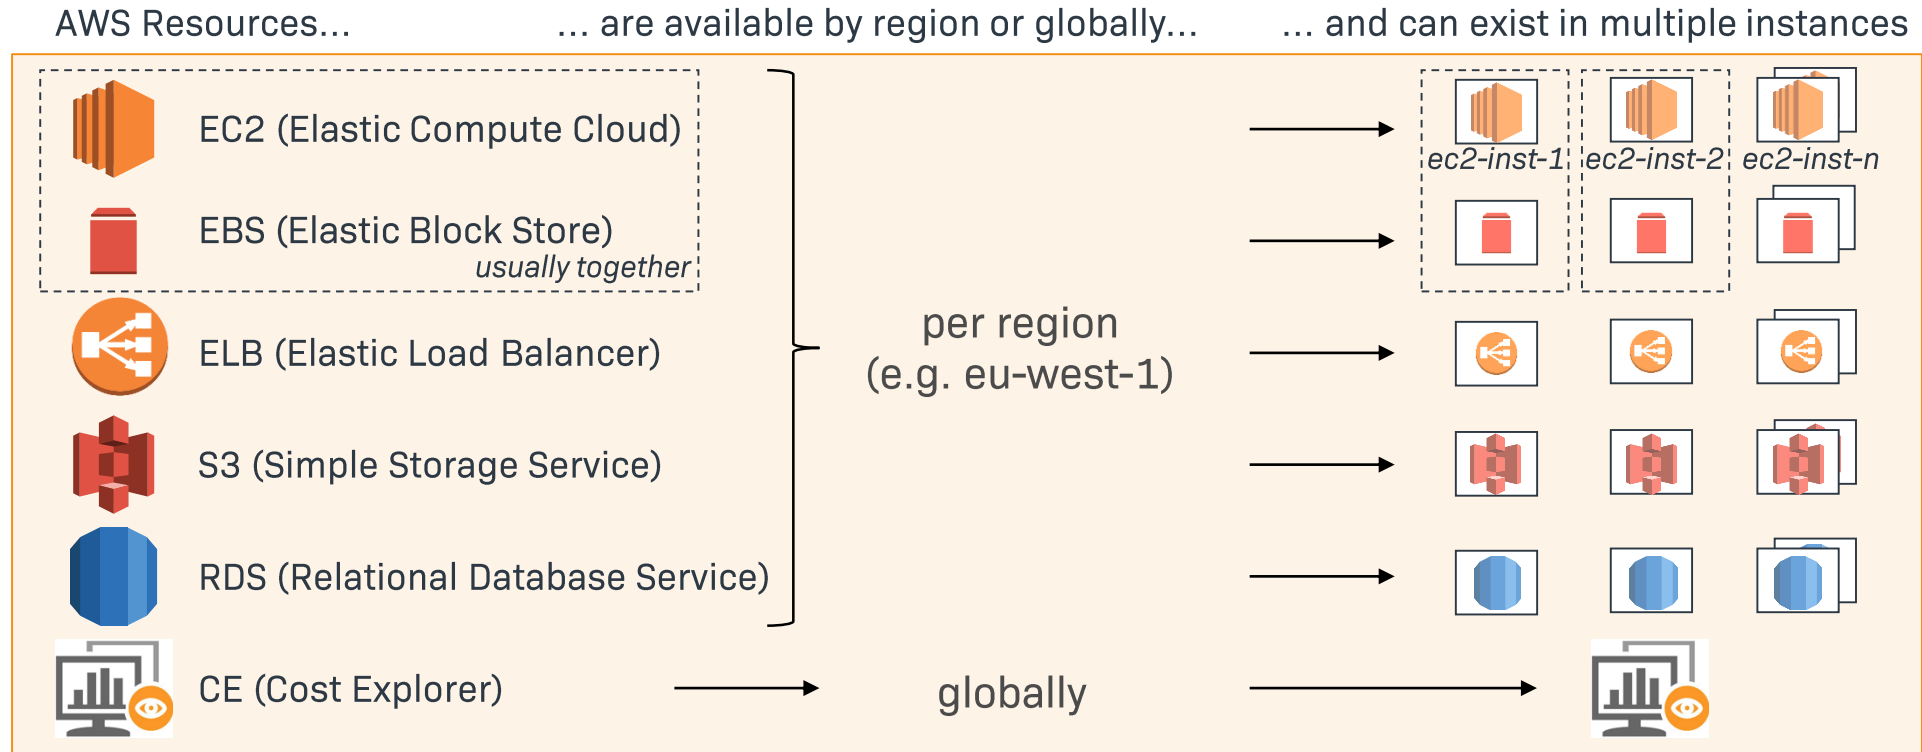 AWS Resources...
... are available by region or globally...
... and can exist in multiple instances
EC2 (Elastic Compute Cloud)
ec2-inst-1
ec2-inst-2
ec2-inst-n
EBS (Elastic Block Store)
usually together
ELB (Elastic Load Balancer)
per region
(e.g. eu-west-1)
S3 (Simple Storage Service)
RDS (Relational Database Service)
CE (Cost Explorer)
globally